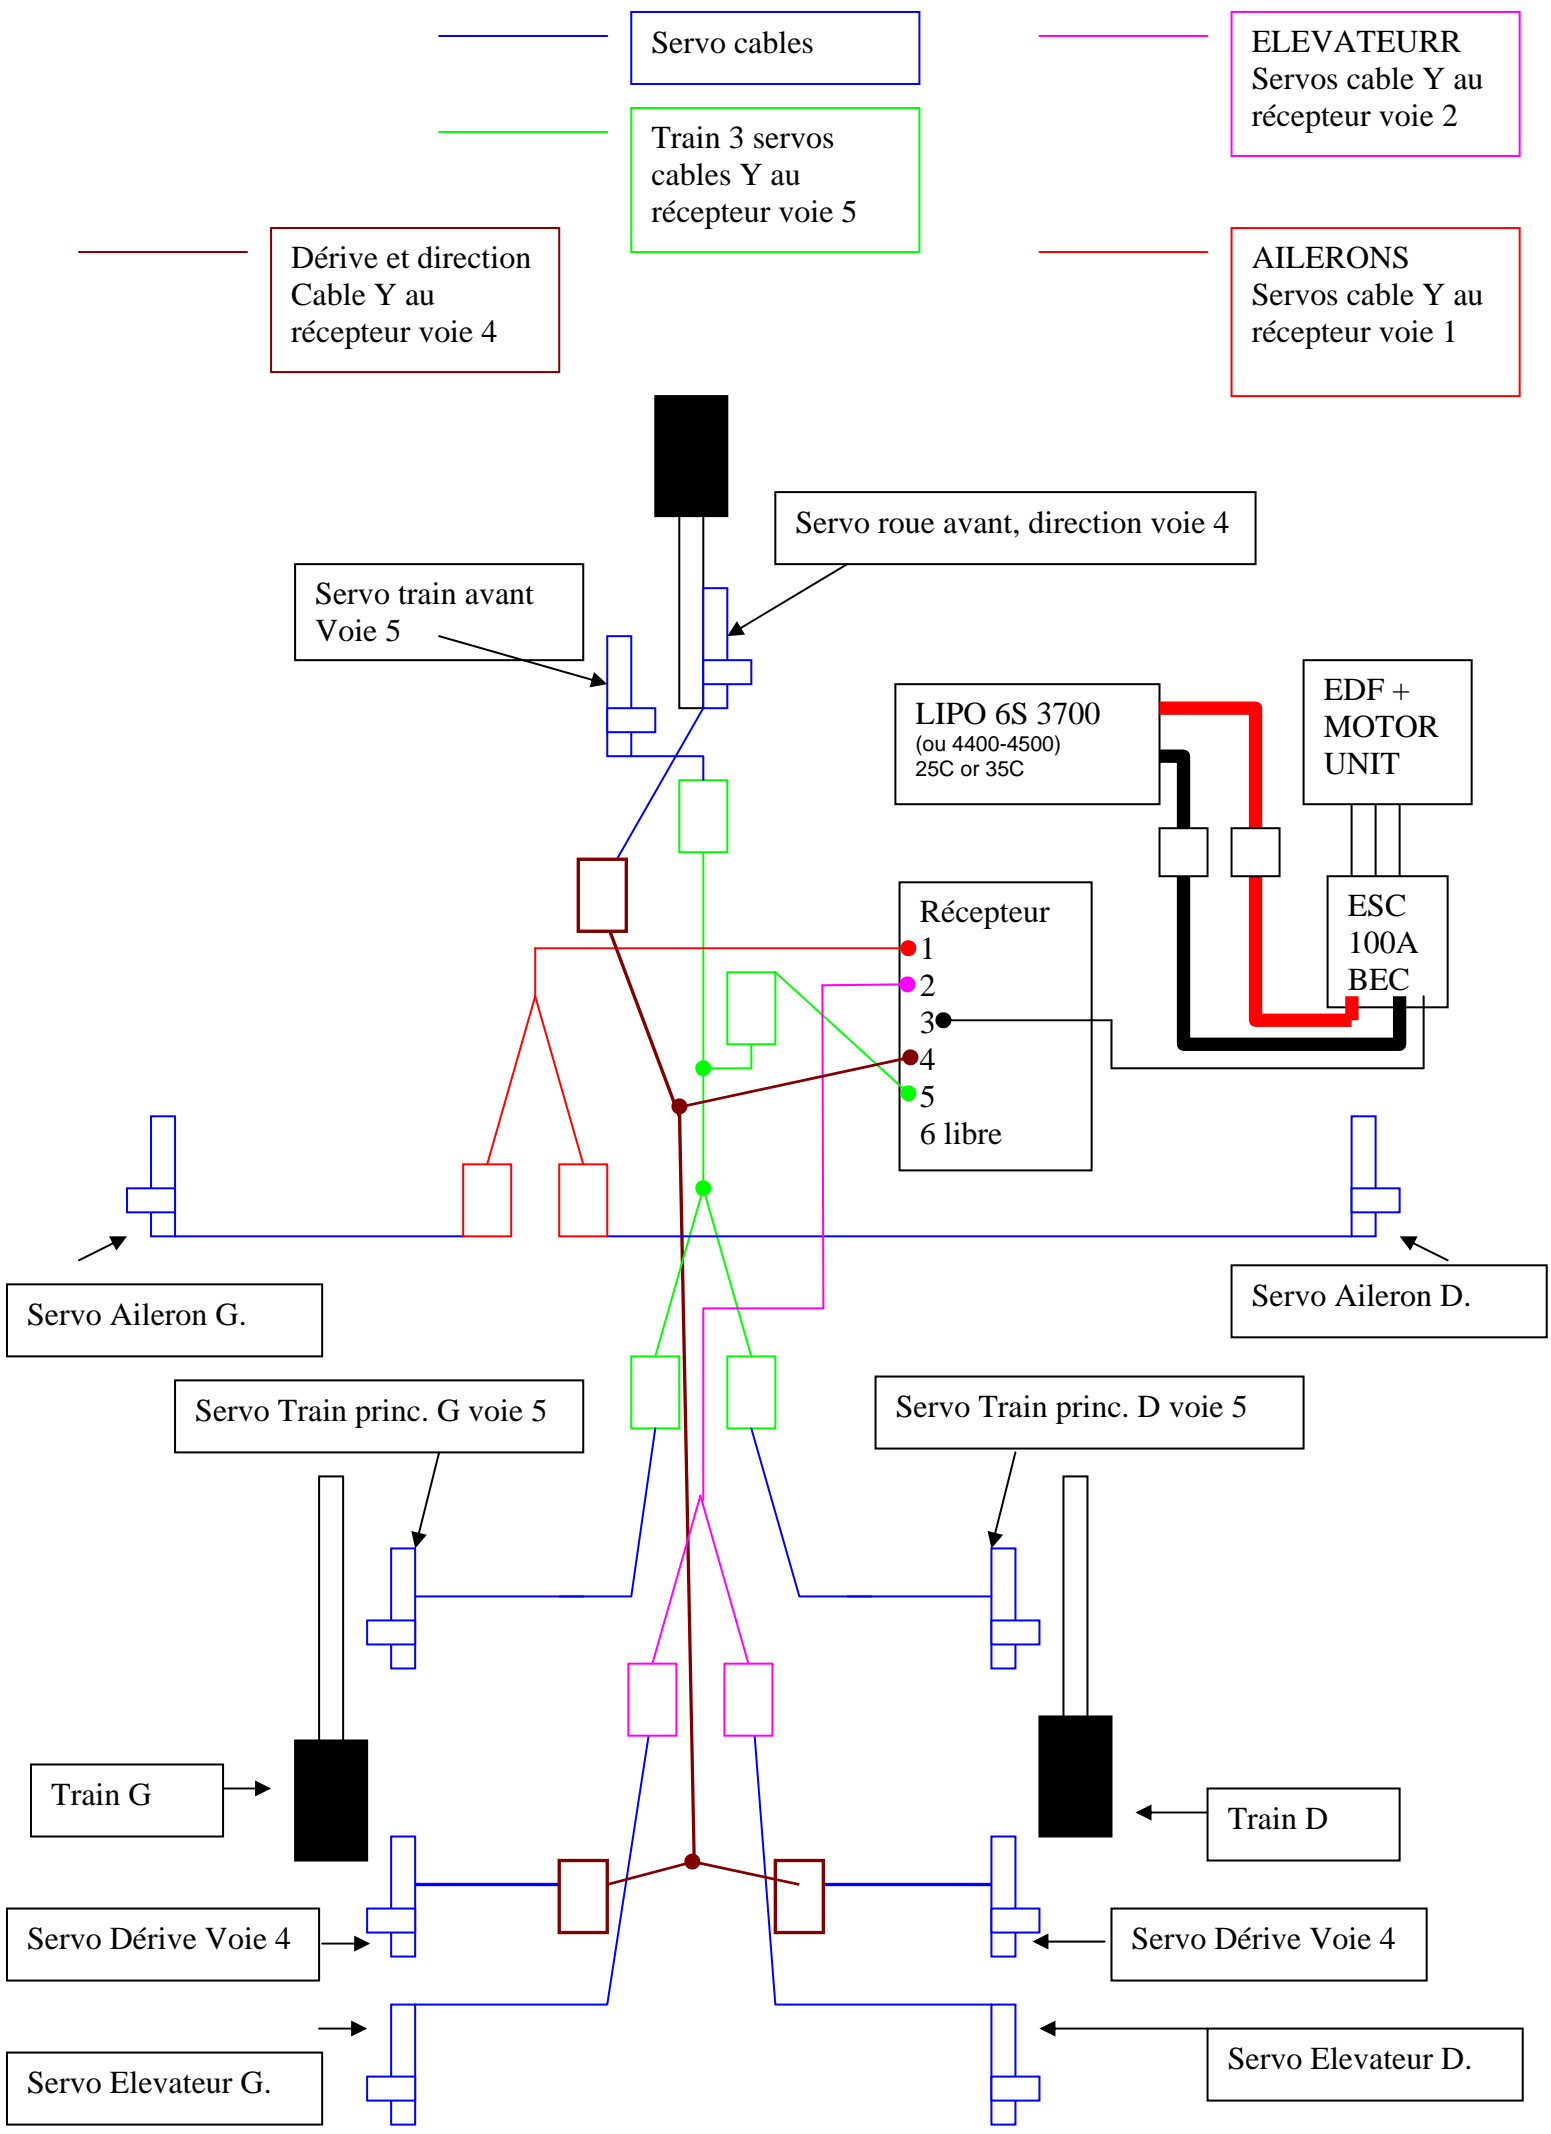 Servo cables
ELEVATEURR
Servos cable Y au
récepteur voie 2
Train 3 servos
cables Y au
récepteur voie 5
Dérive et direction
Cable Y au
récepteur voie 4
AILERONS
Servos cable Y au
récepteur voie 1
Servo roue avant, direction voie 4
Servo train avant
Voie 5
LIPO 6S 3700
(ou 4400-4500)
25C or 35C
EDF +
MOTOR
UNIT
Récepteur
1
2
3
4
5
6 libre
ESC
100A
BEC
Servo Aileron G.
Servo Aileron D.
Servo Train princ. G voie 5
Servo Train princ. D voie 5
Train G
Train D
Servo Dérive Voie 4
Servo Dérive Voie 4
Servo Elevateur G.
Servo Elevateur D.